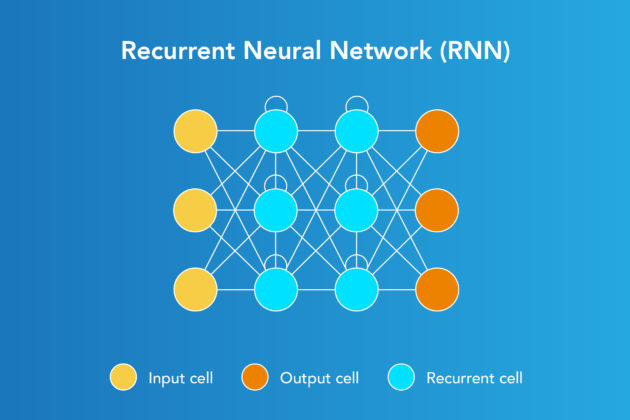 Recurrent Neural Network (RNN)
Input cell
Output cell
Recurrent cell